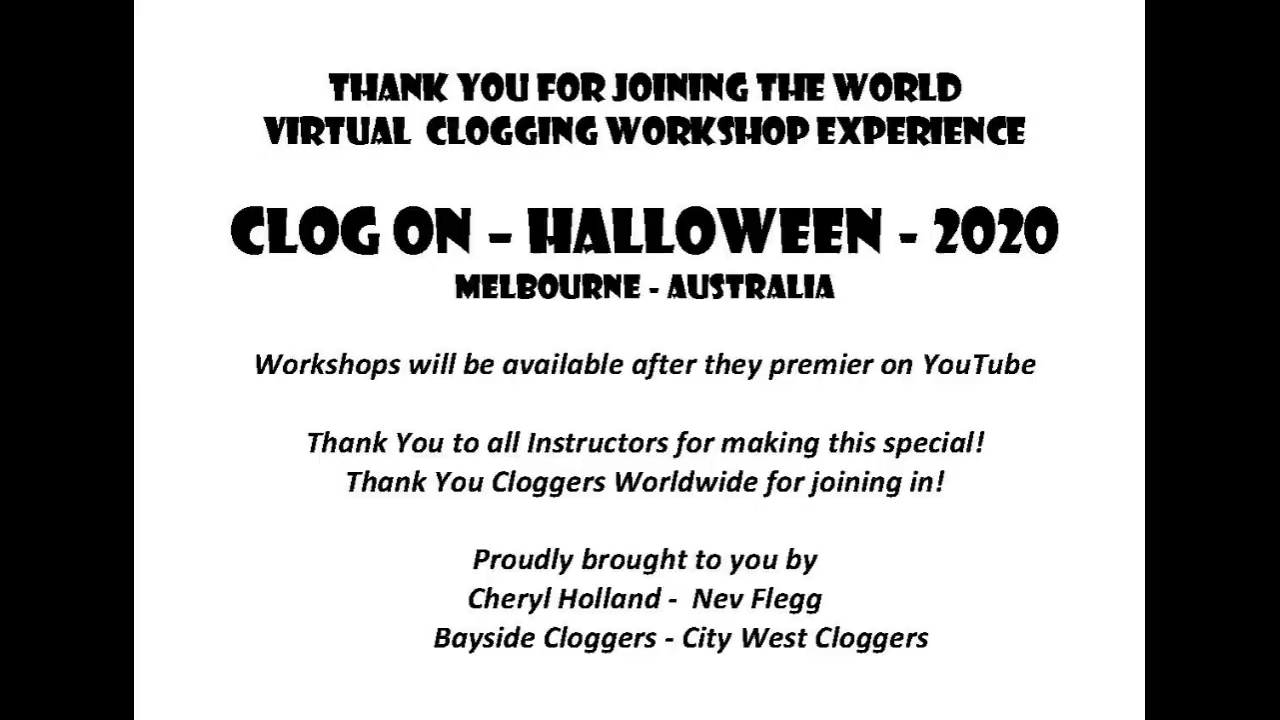 THANK YOU FOR JOINING THE WORLD
VIRTUAL CLOGGING WORKSHOP EXPERIENCE
CLOG ON – HALLOWEEN - 2020
MELBOURNE - AUSTRALIA
Workshops will be available after they premier on YouTube
Thank You to all Instructors for making this special!
Thank You Cloggers Worldwide for joining in!
Proudly brought to you by
Cheryl Holland - Nev Flegg
Bayside Cloggers - City West Cloggers